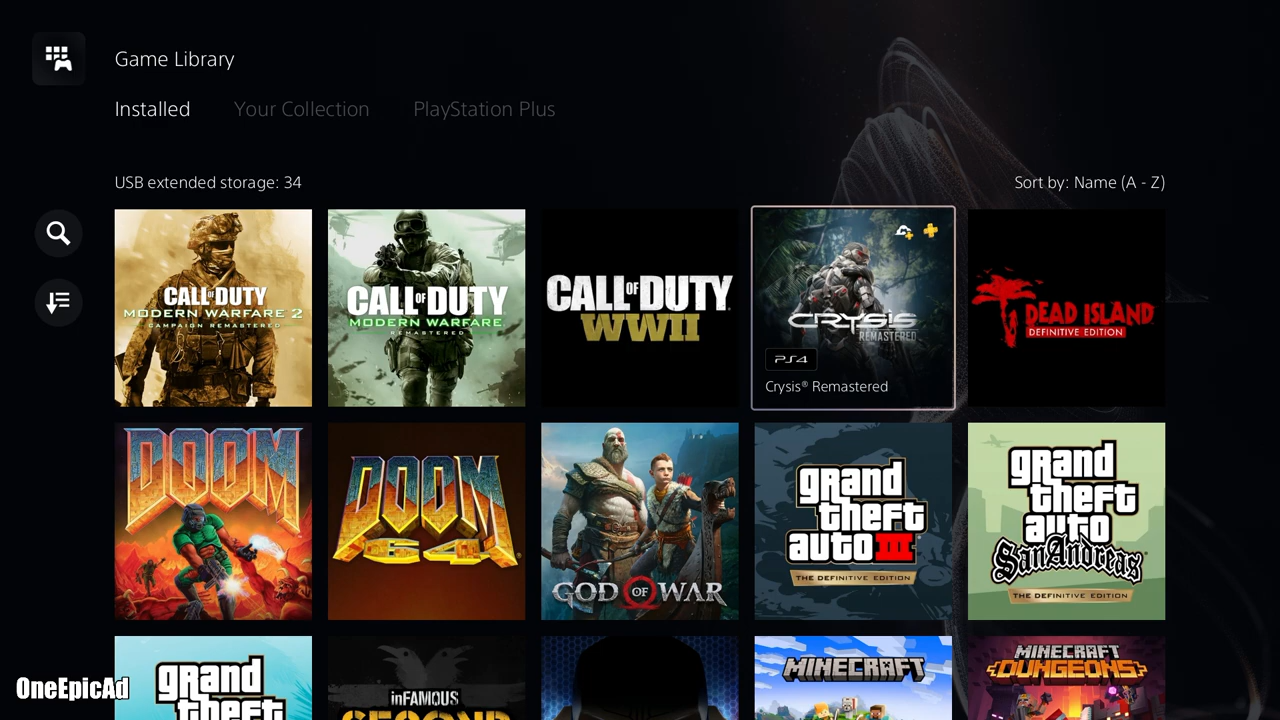 Game Library
Installed
Your Collection
PlayStation Plus
USB extended storage: 34
Sort by: Name (A - Z)
CALL OF DUTY
MODERN WARFARE 2
CAMPAIGN REMASTERED
CALL OF DUTY
MODERN WARFARE
REMASTERED
CALL OF DUTY
WWII
CRYSIS
REMASTERED
PS4
Crysis® Remastered
DEAD ISLAND
DEFINITIVE EDITION
DOOM
DOOM
64
GOD OF WAR
grand
theft
auto III
THE DEFINITIVE EDITION
grand
theft
auto
San Andreas
THE DEFINITIVE EDITION
grand
theft
inFAMOUS
SECOND
MINECRAFT
MINECRAFT
DUNGEONS
OneEpicAd